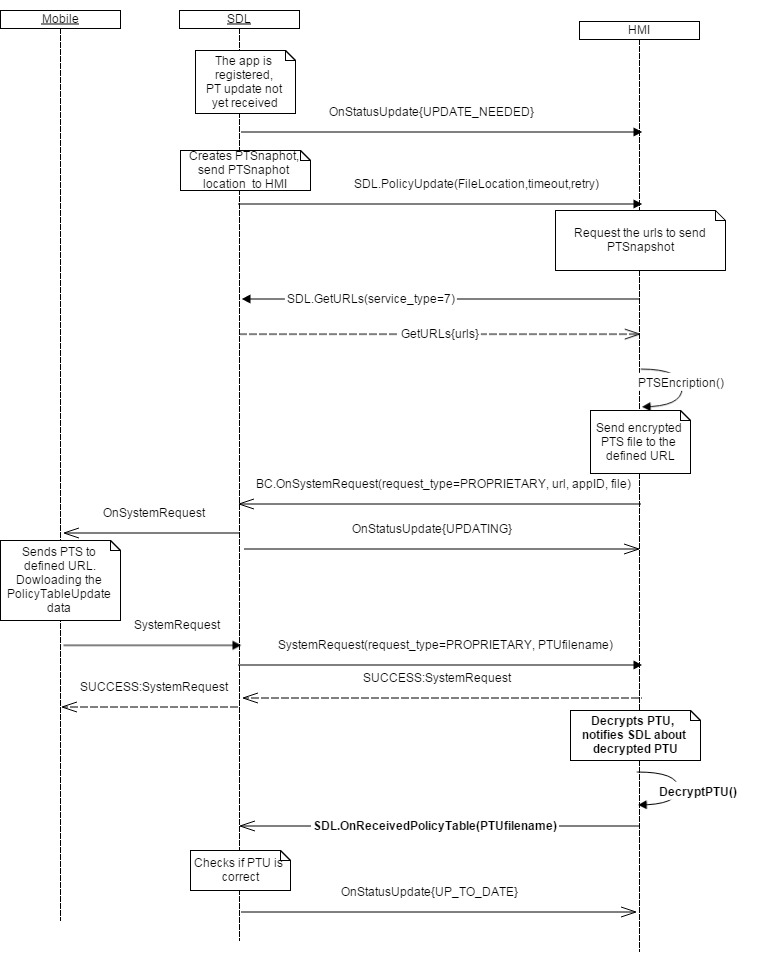 Mobile
SDL
HMI
The app is
registered,
PT update not
yet received
OnStatusUpdate{UPDATE_NEEDED}
Creates PTSnaphot,
send PTSnaphot
location to HMI
SDL.PolicyUpdate(FileLocation,timeout,retry)
Request the urls to send
PTSnapshot
SDL.GetURLs(service_type=7)
GetURLs{urls}
PTSEncription()
Send encrypted
PTS file to the
defined URL
BC.OnSystemRequest(request_type=PROPRIETARY, url, appID, file)
OnSystemRequest
OnStatusUpdate{UPDATING}
Sends PTS to
defined URL.
Dowloading the
PolicyTableUpdate
data
SystemRequest
SystemRequest(request_type=PROPRIETARY, PTUfilename)
SUCCESS:SystemRequest
SUCCESS:SystemRequest
Decrypts PTU,
notifies SDL about
decrypted PTU
DecryptPTU()
SDL.OnReceivedPolicyTable(PTUfilename)
Checks if PTU is
correct
OnStatusUpdate{UP_TO_DATE}